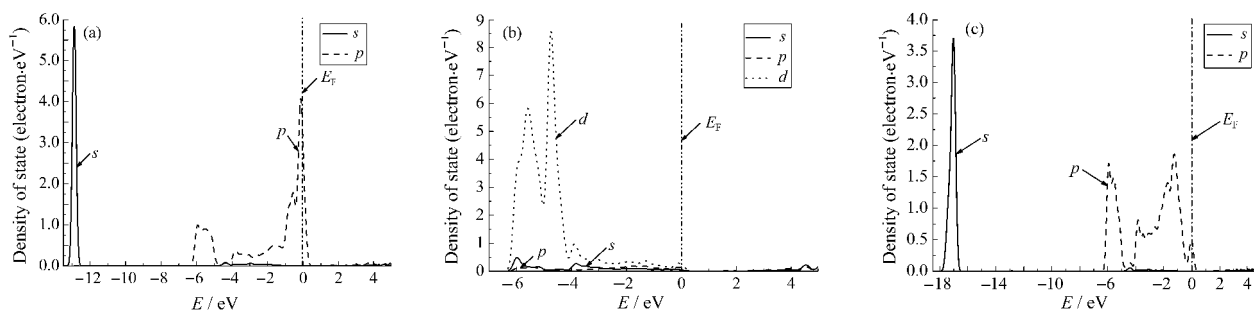 (a)
s
p
E_F
p
s
6.0
5.0
4.0
3.0
2.0
1.0
0.0
−12 −10 −8 −6 −4 −2 0 2 4
E / eV
Density of state (electron·eV⁻¹)
(b)
s
p
d
d
E_F
p
s
9
8
7
6
5
4
3
2
1
0
−6 −4 −2 0 2 4
E / eV
Density of state (electron·eV⁻¹)
(c)
s
p
E_F
s
p
4.0
3.5
3.0
2.5
2.0
1.5
1.0
0.5
0.0
−18 −14 −10 −6 −2 0 2 4
E / eV
Density of state (electron·eV⁻¹)